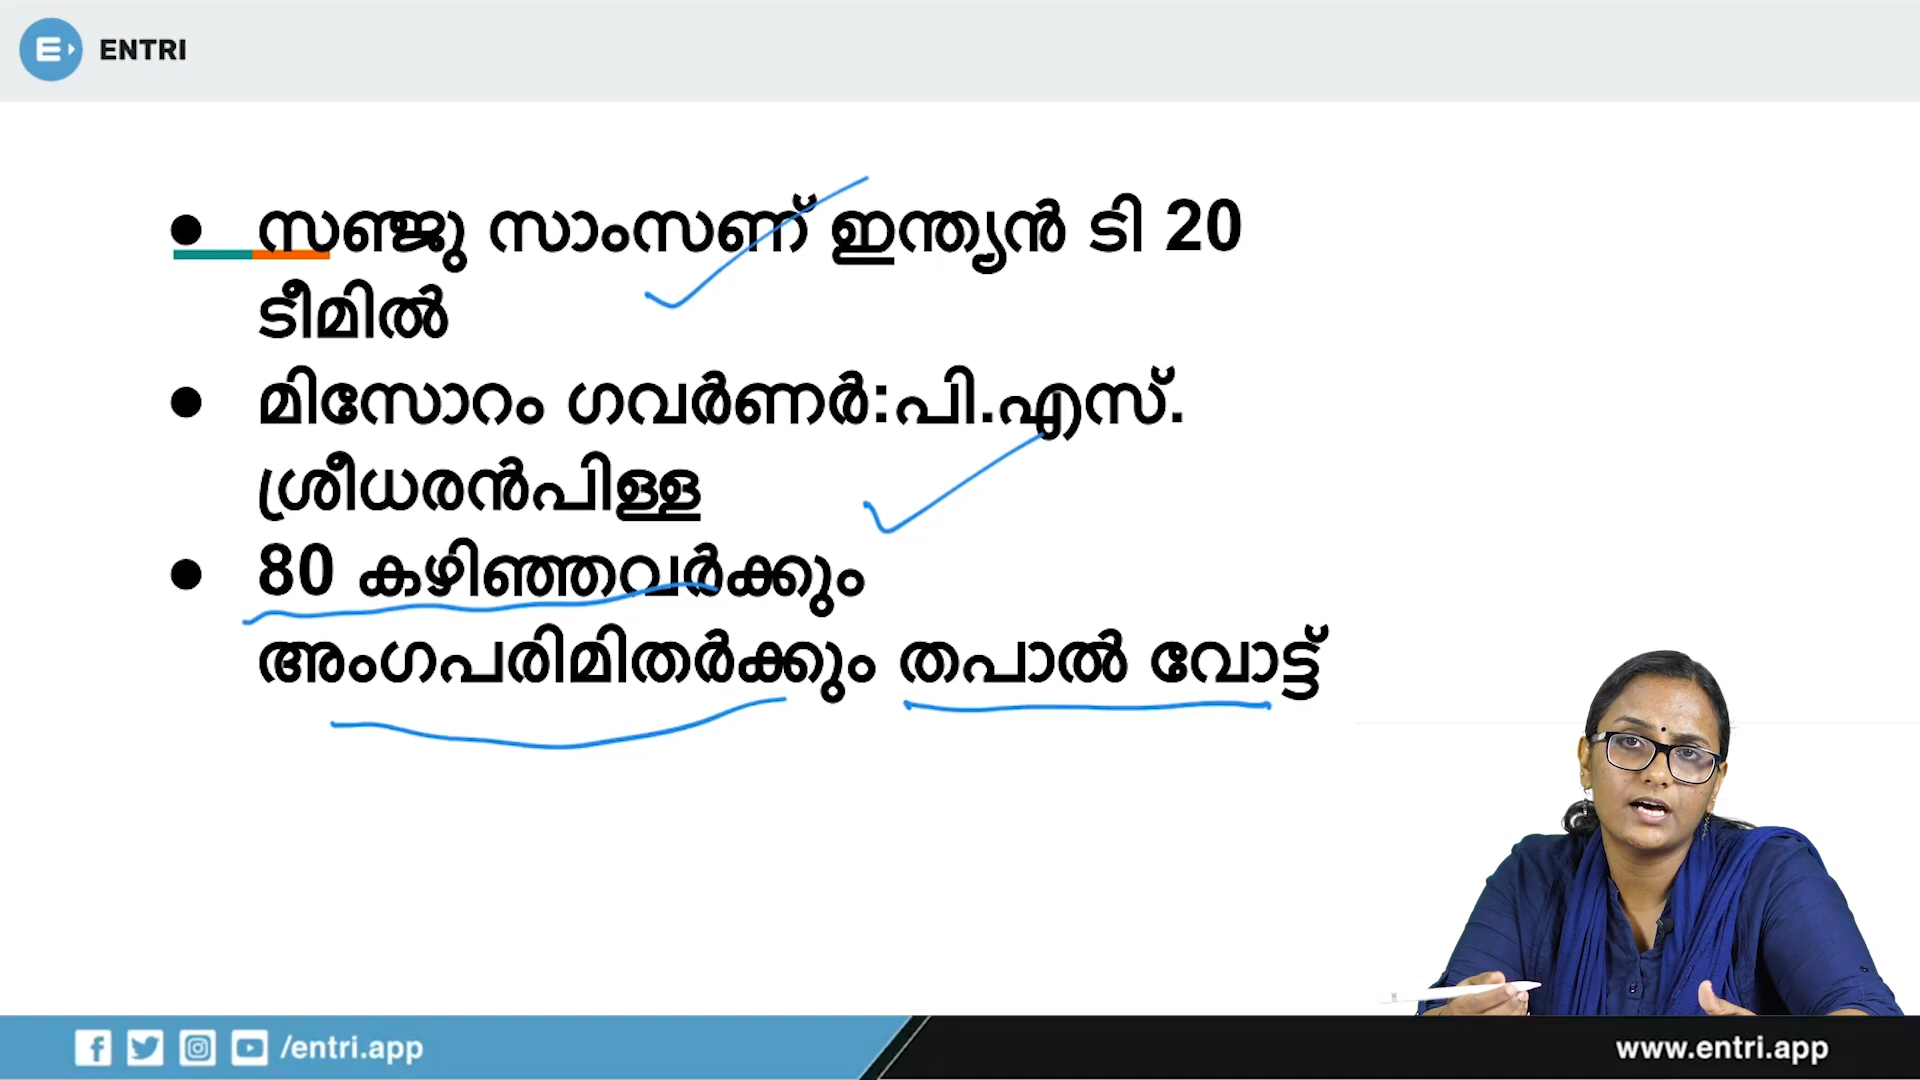 ENTRI
● സഞ്ജു സാംസണ് ഇന്ത്യൻ ടി 20
ടീമിൽ
● മിസോറം ഗവർണർ:പി.എസ്.
ശ്രീധരൻപിള്ള
● 80 കഴിഞ്ഞവർക്കും
അംഗപരിമിതർക്കും തപാൽ വോട്ട്
/entri.app
www.entri.app